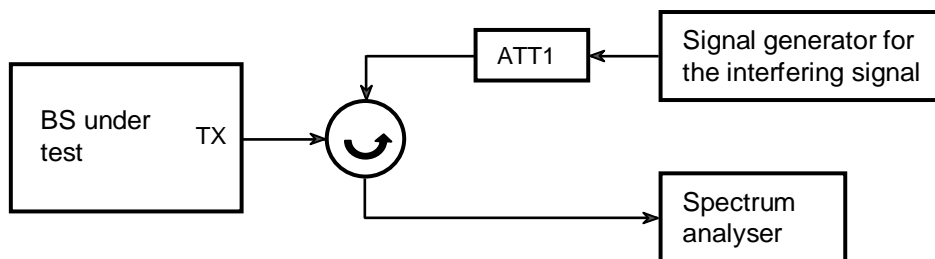 BS under
test
TX
ATT1
Signal generator for
the interfering signal
Spectrum
analyser